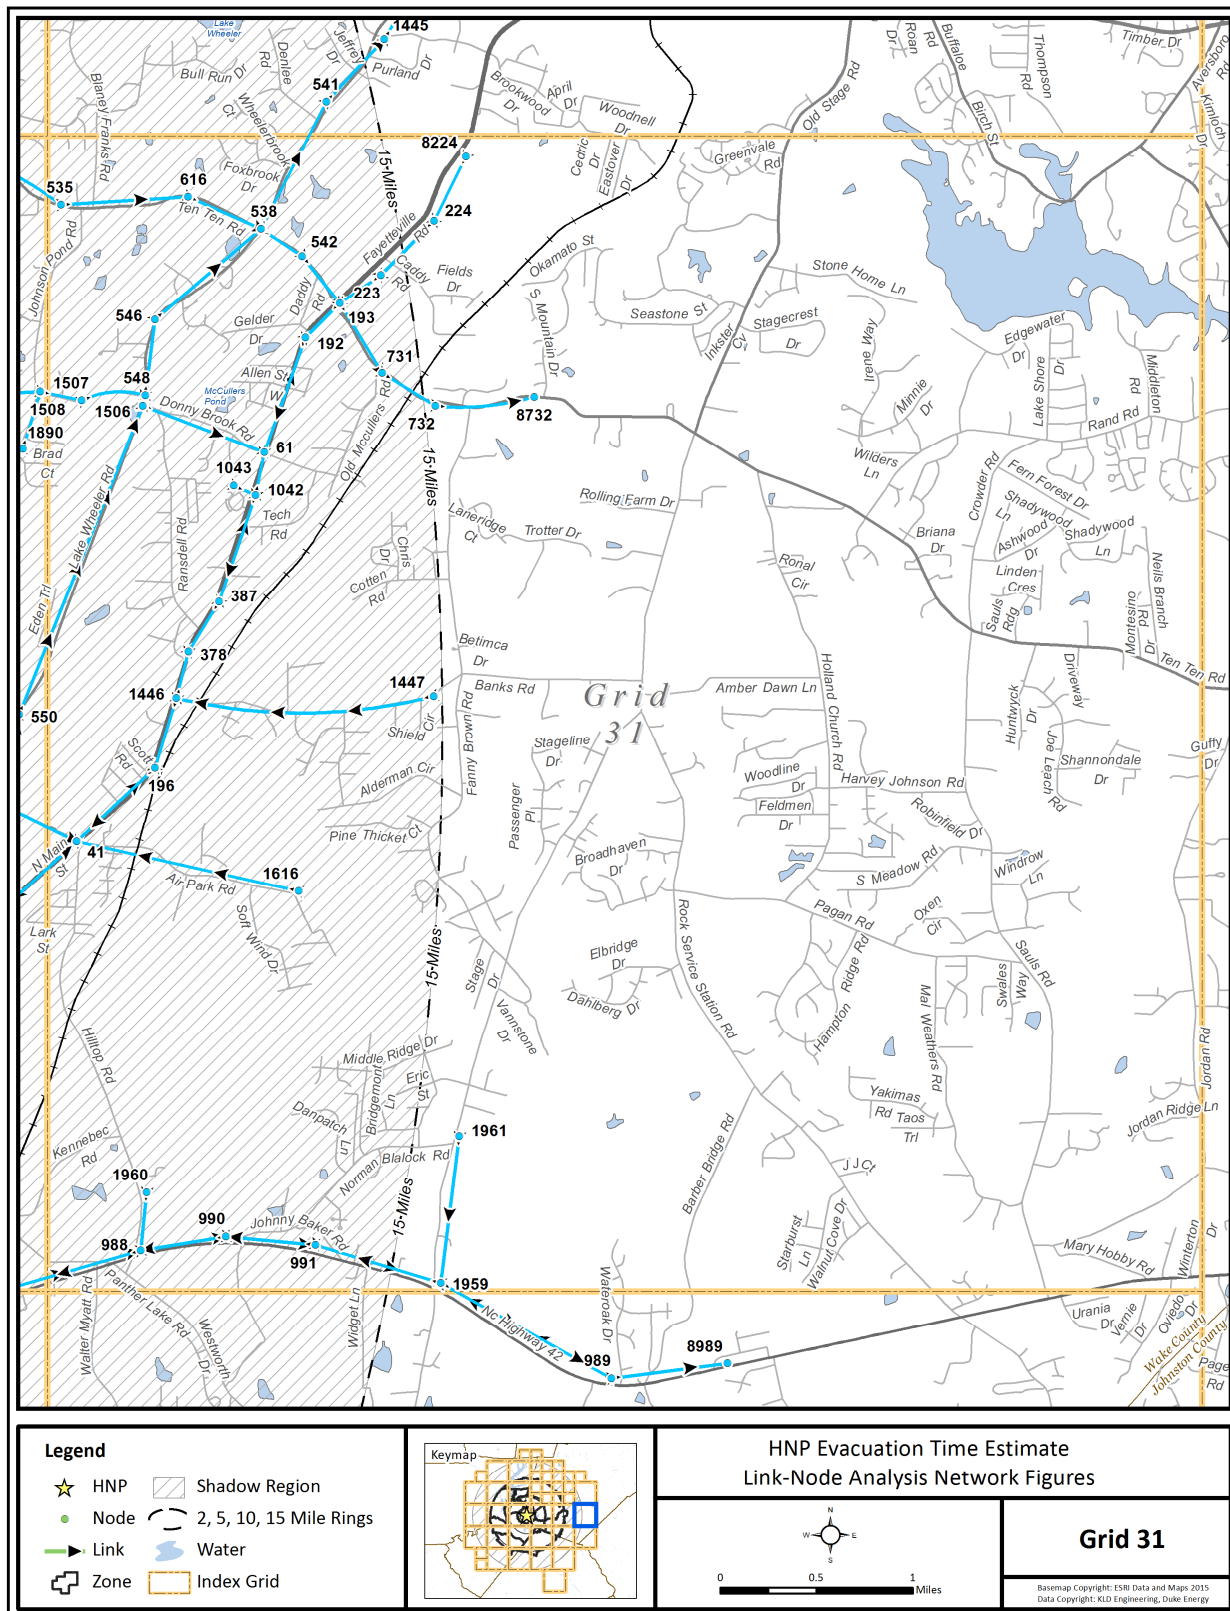 Lake
Wheeler
1445
Jeffrey
Dr
Purland Dr
Denlee
Rd
Bull Run Dr
541
Wheelerbrook
Ct
Blaney Franks Rd
Brookwood
Dr
April
Dr
Woodnell
Dr
Cedric
Dr
Eastover
Dr
Old Stage Rd
Roan
Dr
Buffaloe
Rd
Birch St
Thompson
Rd
Timber Dr
Aversboro
Rd
Kimloch
Dr
8224
15-Miles
Greenvale
Rd
Foxbrook
Dr
535
616
Ten Ten Rd
538
542
224
Fayetteville
Rd
Caddy
Rd
Fields
Dr
Okamato St
S Mountain Dr
Seastone St
Inkster
Cv
Stagecrest
Dr
Stone Home Ln
Johnson Pond Rd
Daddy
Rd
223
193
546
Gelder
Dr
192
Allen St
W
731
732
8732
Irene Way
Minnie
Dr
Edgewater
Dr
Lake Shore
Dr
Middleton
Rd
Rand Rd
1507
1508
548
1506
McCullers
Pond
Donny Brook Rd
61
1890
Brad
Ct
1043
1042
Tech
Rd
Old Mccullers Rd
15-Miles
Wilders
Ln
Lake Wheeler Rd
Ransdell Rd
Laneridge
Ct
Trotter Dr
Rolling Farm Dr
Crowder Rd
Fern Forest Dr
Shadywood
Ln
Ashwood
Dr
Shadywood
Ln
Briana
Dr
Linden
Cres
Sauls
Rdg
Neils Branch
Rd
Monteiseo
Dr
Ronal
Cir
Chris
Dr
Cotten
Rd
Eden Trl
387
378
Betimca
Dr
Banks Rd
Fanny Brown Rd
Ten Ten Rd
1446
1447
Shield Cir
550
Grid
31
Amber Dawn Ln
Holland Church Rd
Huntwyck
Dr
Driveway
Joe Leach Rd
Shannondale
Dr
Guffy
Dr
Scott
Rd
196
Alderman Cir
Stageline
Dr
Passenger
Pl
Woodline
Dr
Feldmen
Dr
Harvey Johnson Rd
Robinfield Dr
Pine Thicket Ct
N Main
St
41
Air Park Rd
1616
Broadhaven
Dr
S Meadow Rd
Windrow
Ln
Lark
St
Soft Wind Dr
15-Miles
Stage
Dr
Vannstone
Dr
Elbridge
Dr
Dahlberg Dr
Rock Service Station Rd
Pagan Rd
Oxen
Cir
Hampton Ridge Rd
Mal Weathers Rd
Swales
Way
Sauls Rd
Hilltop Rd
Middle Ridge Dr
Eric
St
Bridgemont
Ln
Danpatch
Ln
Kennebec
Rd
Jordan Rd
Yakimas
Rd
Taos
Trl
Jordan Ridge Ln
1961
Norman
Blalock Rd
1960
Barber Bridge Rd
J J Ct
990
Johnny Baker Rd
988
991
15-Miles
1959
Starburst
Ln
Walnut Cove Dr
Mary Hobby Rd
Winterton
Dr
Walter Myatt Rd
Panther Lake Rd
Westworth
Dr
Widget Ln
Nc Highway 42
Wateroak Dr
989
8989
Urania
Dr
Vernie
Dr
Oviedo
Dr
Wake County
Johnston County
Page
Rd
Legend
HNP
Shadow Region
Node
2, 5, 10, 15 Mile Rings
Link
Water
Zone
Index Grid
Keymap
HNP Evacuation Time Estimate
Link-Node Analysis Network Figures
N
W
E
S
0
0.5
1
Miles
Grid 31
Basemap Copyright: ESRI Data and Maps 2015
Data Copyright: KLD Engineering, Duke Energy